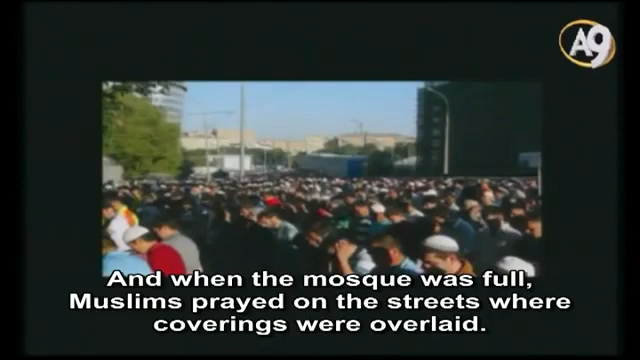 A9
And when the mosque was full,
Muslims prayed on the streets where
coverings were overlaid.